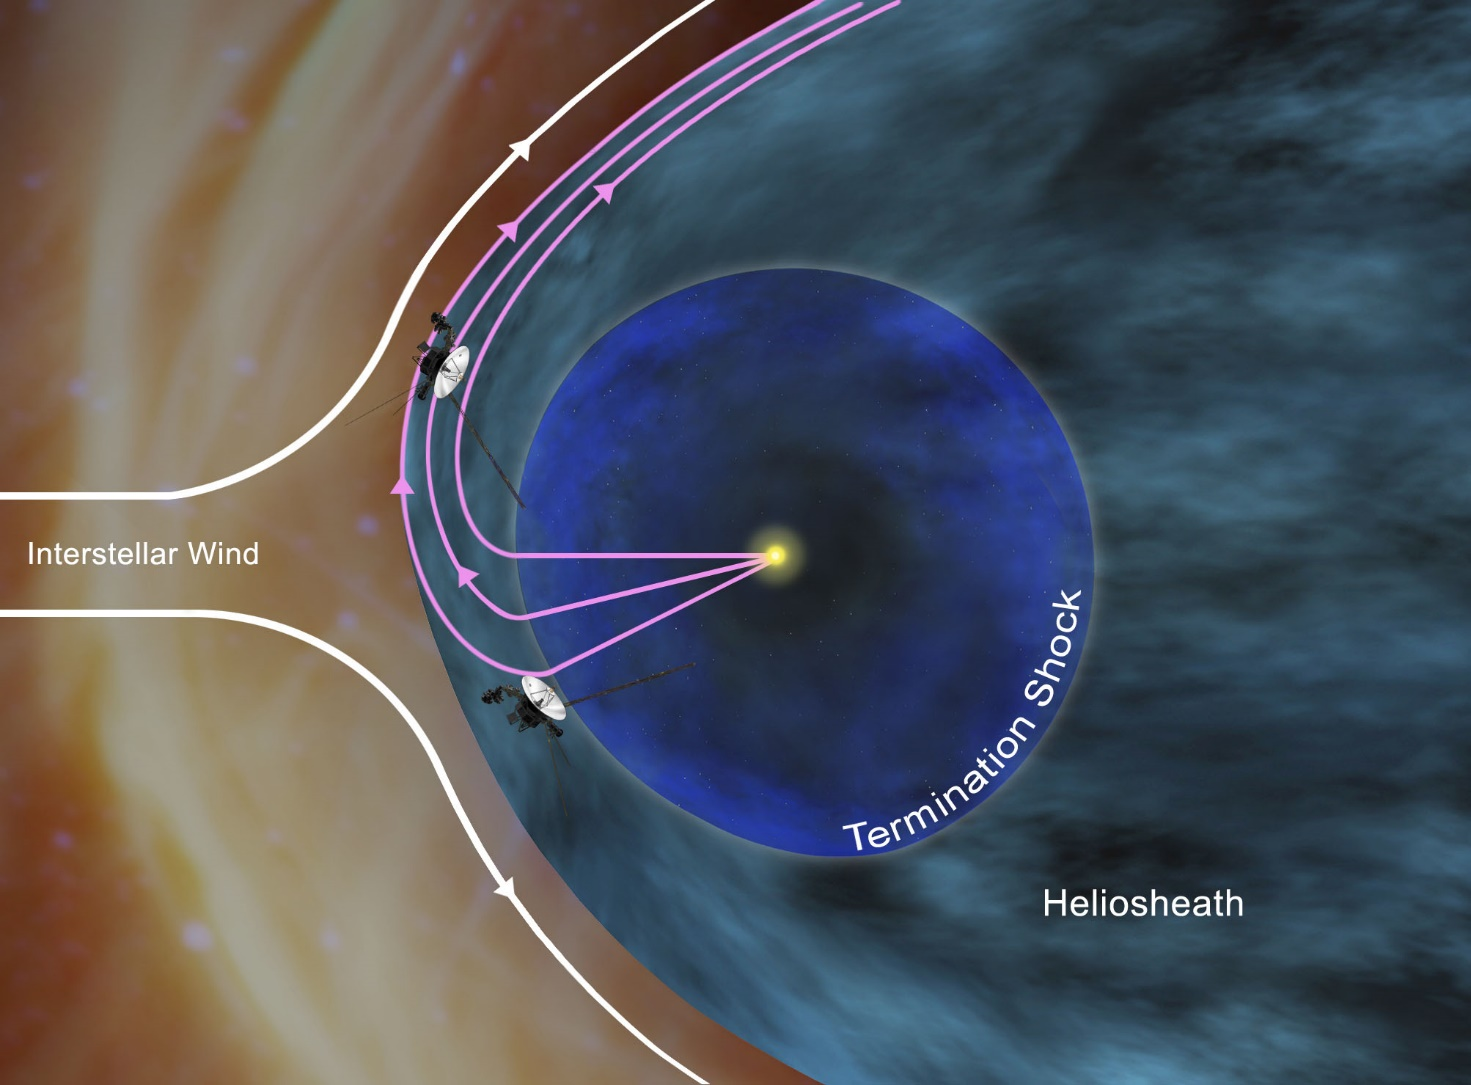 Interstellar Wind
Termination Shock
Heliosheath